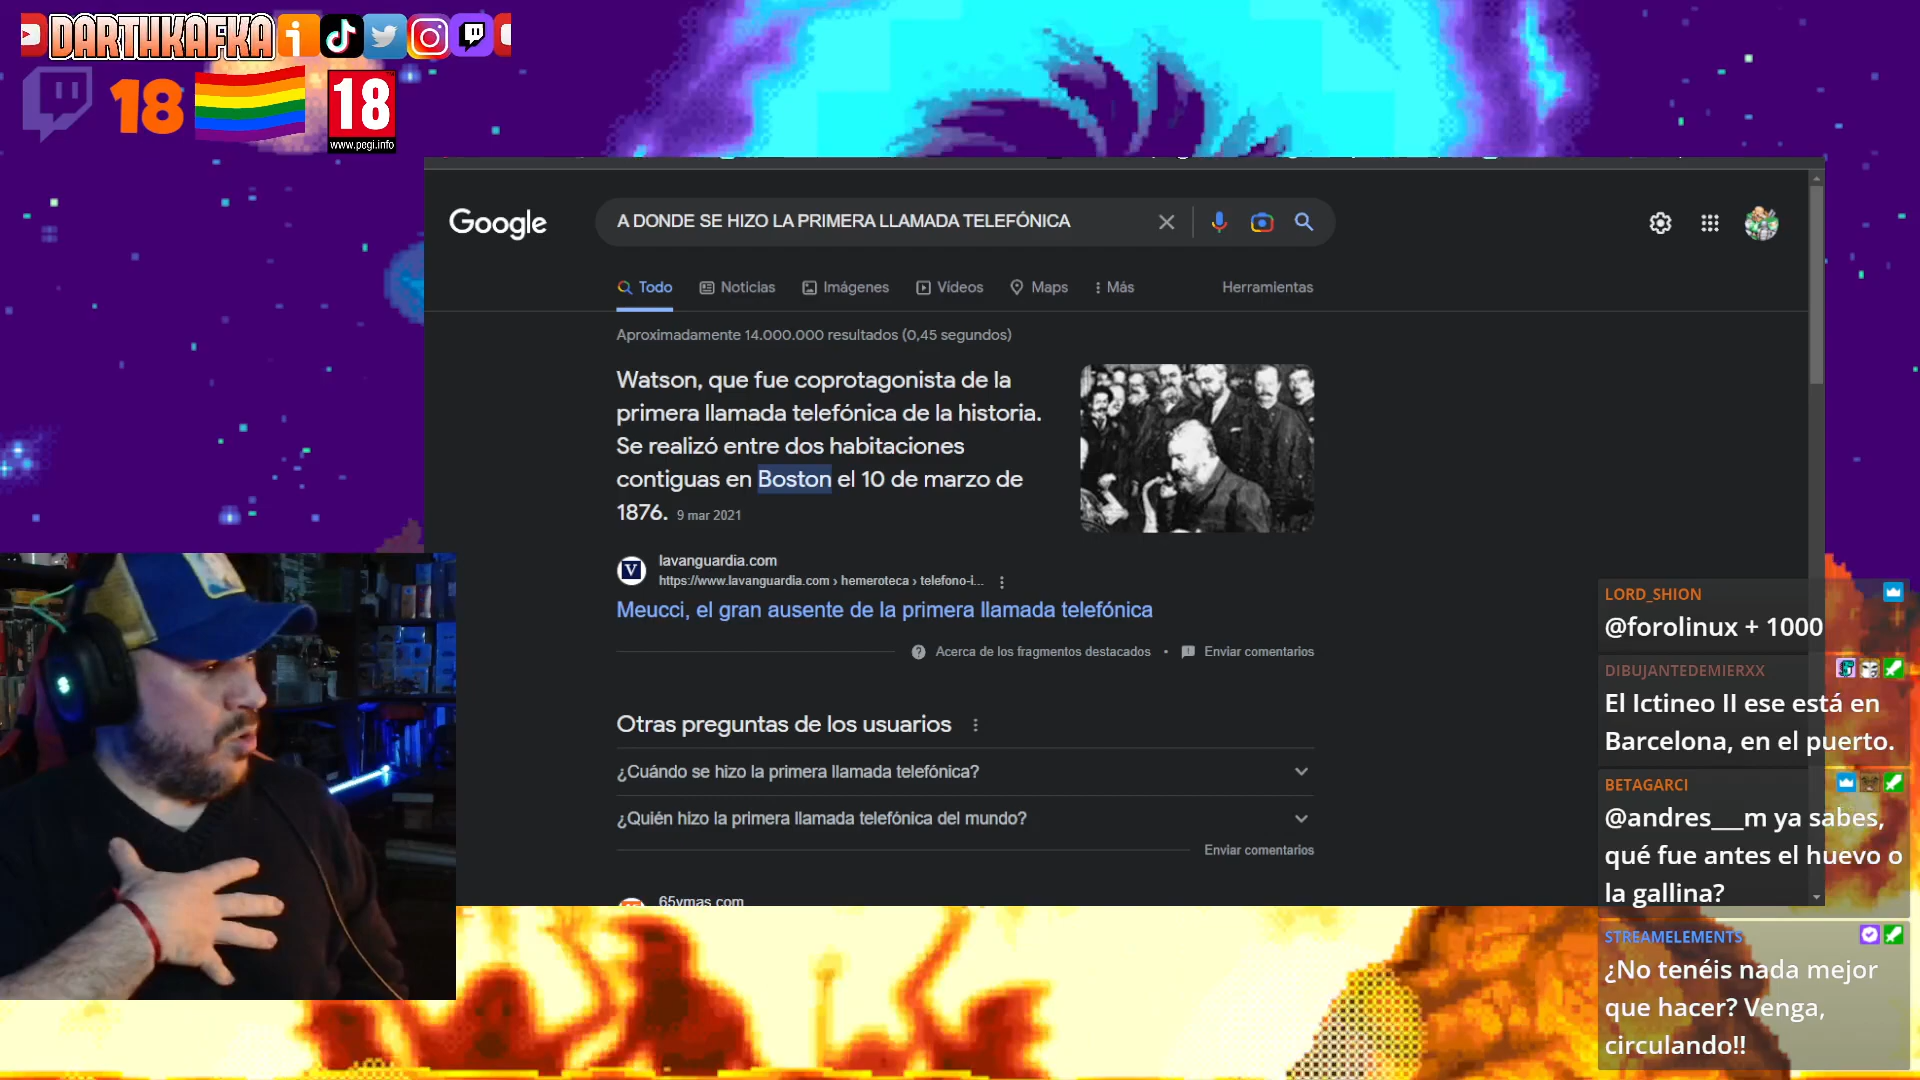 DARTHKAFKA
18
18
www.pegi.info
Google
A DONDE SE HIZO LA PRIMERA LLAMADA TELEFÓNICA
Todo
Noticias
Imágenes
Vídeos
Maps
Más
Herramientas
Aproximadamente 14.000.000 resultados (0,45 segundos)
Watson, que fue coprotagonista de la
primera llamada telefónica de la historia.
Se realizó entre dos habitaciones
contiguas en Boston el 10 de marzo de
1876. 9 mar 2021
lavanguardia.com
https://www.lavanguardia.com › hemeroteca › telefono-i...
Meucci, el gran ausente de la primera llamada telefónica
Acerca de los fragmentos destacados
•
Enviar comentarios
Otras preguntas de los usuarios
¿Cuándo se hizo la primera llamada telefónica?
¿Quién hizo la primera llamada telefónica del mundo?
Enviar comentarios
65ymas.com
LORD_SHION
@forolinux + 1000
DIBUJANTEDEMIERXX
El Ictineo II ese está en
Barcelona, en el puerto.
BETAGARCI
@andres___m ya sabes,
qué fue antes el huevo o
la gallina?
STREAMELEMENTS
¿No tenéis nada mejor
que hacer? Venga,
circulando!!